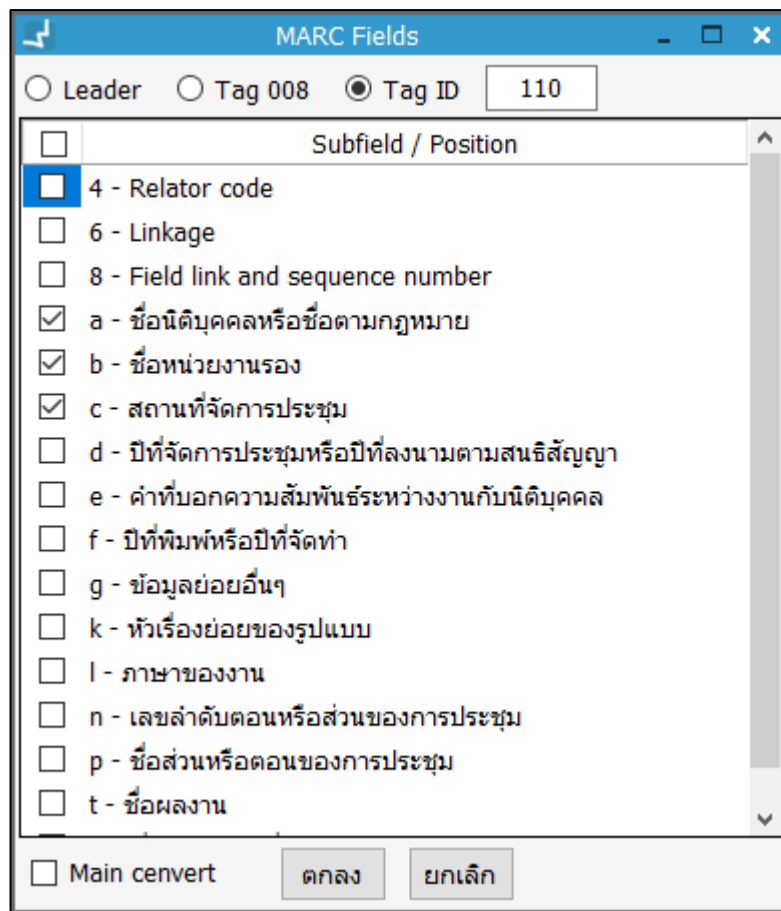 MARC Fields
Leader Tag 008 Tag ID 110
Subfield / Position
4 - Relator code
6 - Linkage
8 - Field link and sequence number
a - ชื่อนิติบุคคลหรือชื่อตามกฎหมาย
b - ชื่อหน่วยงานรอง
c - สถานที่จัดการประชุม
d - ปีที่จัดการประชุมหรือปีที่ลงนามตามสนธิสัญญา
e - คำที่บอกความสัมพันธ์ระหว่างงานกับนิติบุคคล
f - ปีที่พิมพ์หรือปีที่จัดทำ
g - ข้อมูลย่อยอื่นๆ
k - หัวเรื่องย่อยของรูปแบบ
l - ภาษาของงาน
n - เลขลำดับตอนหรือส่วนของการประชุม
p - ชื่อส่วนหรือตอนของการประชุม
t - ชื่อผลงาน
Main cenvert ตกลง ยกเลิก